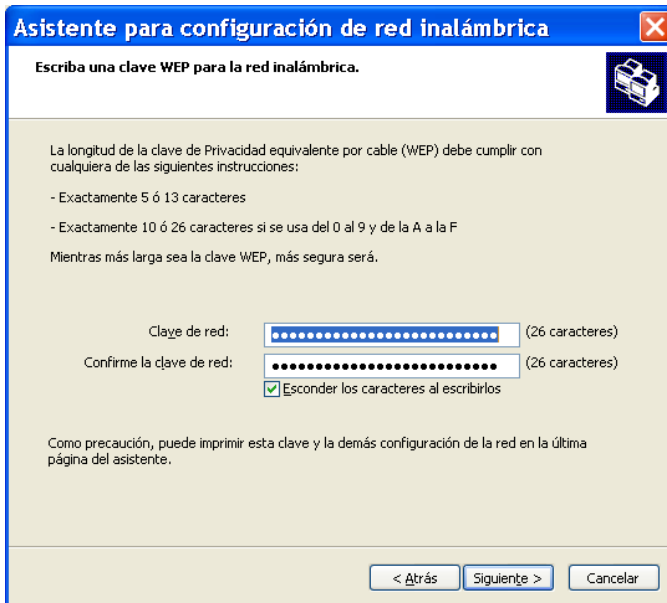 Asistente para configuración de red inalámbrica
Escriba una clave WEP para la red inalámbrica.
La longitud de la clave de Privacidad equivalente por cable (WEP) debe cumplir con
cualquiera de las siguientes instrucciones:
- Exactamente 5 ó 13 caracteres
- Exactamente 10 ó 26 caracteres si se usa del 0 al 9 y de la A a la F
Mientras más larga sea la clave WEP, más segura será.
Clave de red: •••••••••••••••••••••••••• (26 caracteres)
Confirme la clave de red: •••••••••••••••••••••••••• (26 caracteres)
Esconder los caracteres al escribirlos
Como precaución, puede imprimir esta clave y la demás configuración de la red en la última
página del asistente.
< Atrás Siguiente > Cancelar